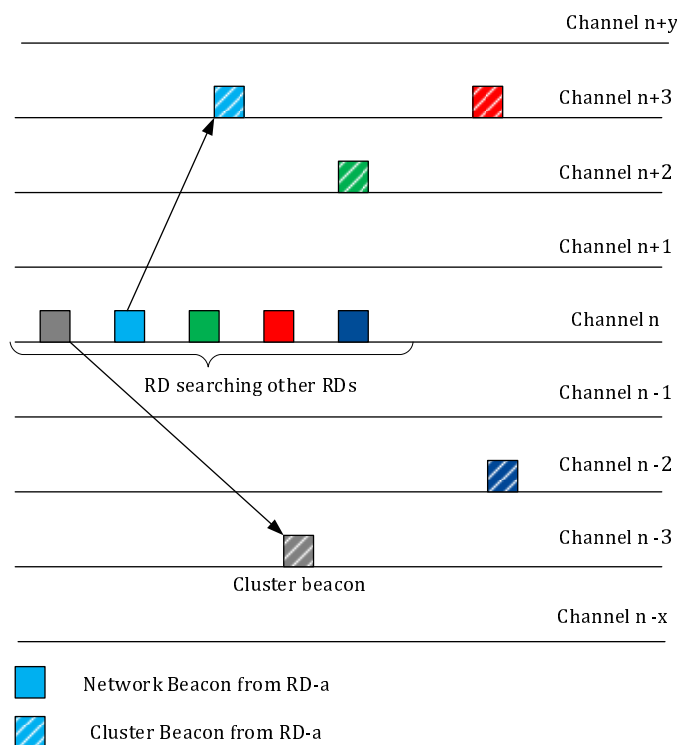 Channel n+y
Channel n+3
Channel n+2
Channel n+1
Channel n
RD searching other RDs
Channel n -1
Channel n -2
Channel n -3
Cluster beacon
Channel n -x
Network Beacon from RD-a
Cluster Beacon from RD-a